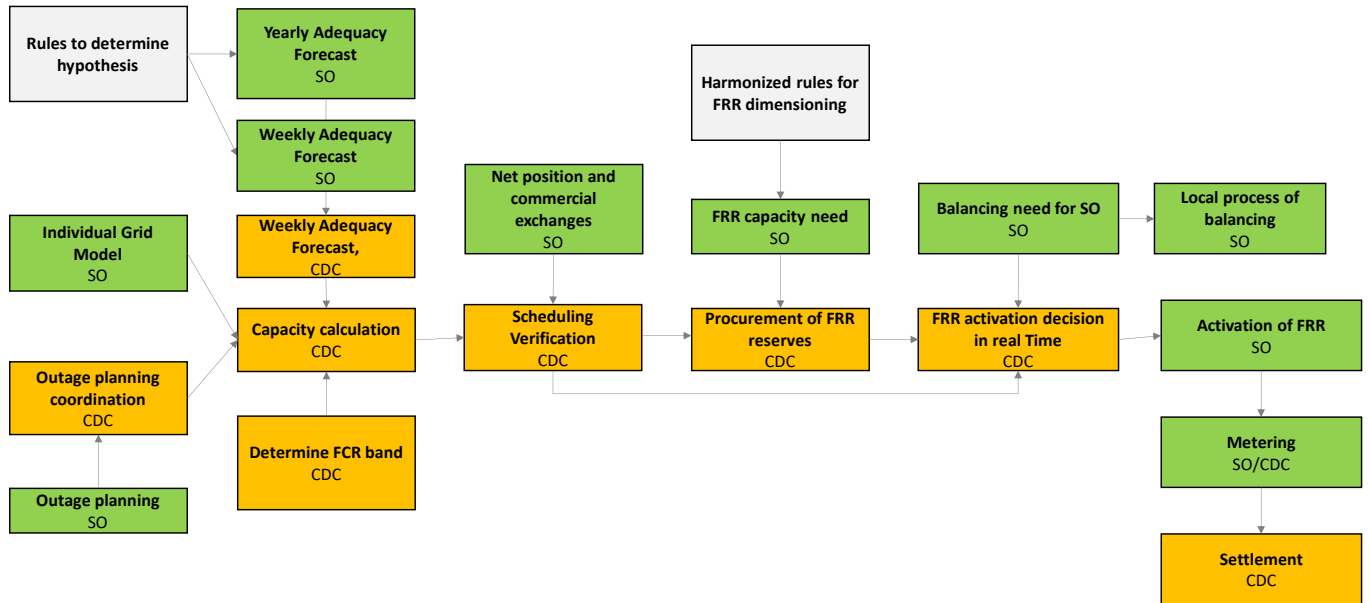 Rules to determine
hypothesis
Yearly Adequacy
Forecast
SO
Weekly Adequacy
Forecast
SO
Weekly Adequacy
Forecast,
CDC
Individual Grid
Model
SO
Capacity calculation
CDC
Outage planning
coordination
CDC
Outage planning
SO
Determine FCR band
CDC
Net position and
commercial
exchanges
SO
Scheduling
Verification
CDC
Harmonized rules for
FRR dimensioning
FRR capacity need
SO
Procurement of FRR
reserves
CDC
Balancing need for SO
SO
FRR activation decision
in real Time
CDC
Local process of
balancing
SO
Activation of FRR
SO
Metering
SO/CDC
Settlement
CDC